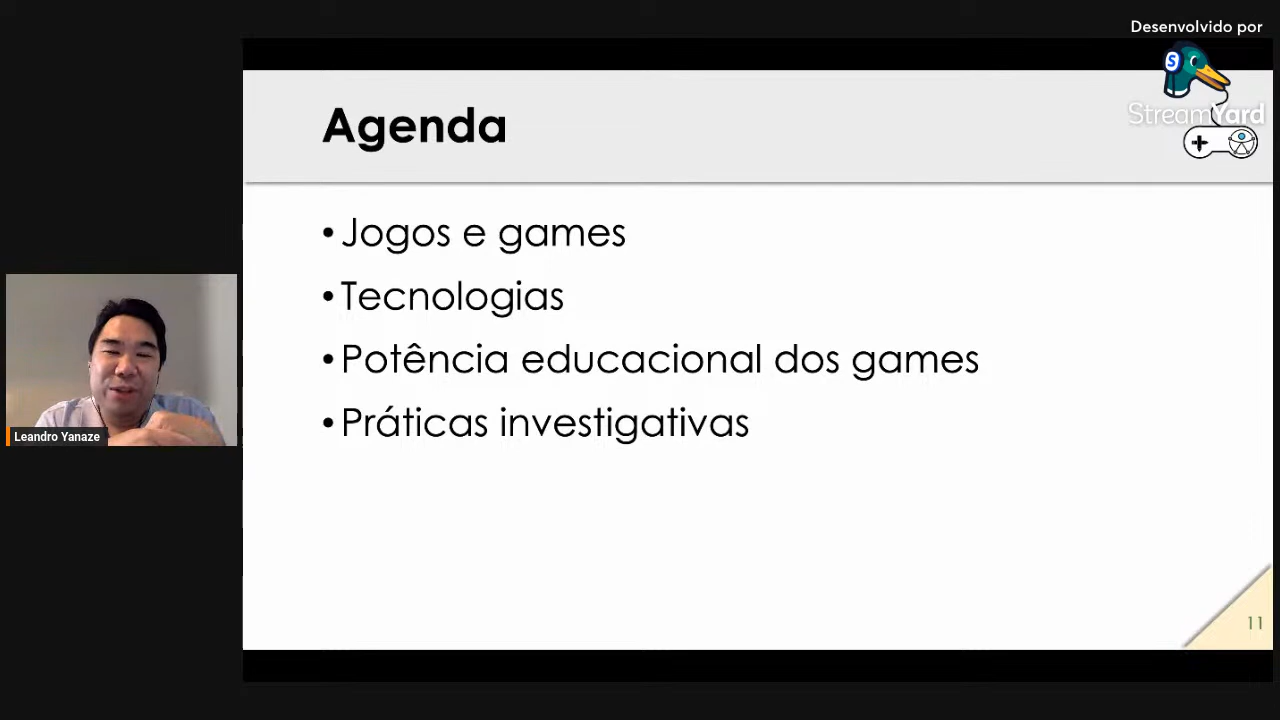 Desenvolvido por
S
StreamYard
Agenda
• Jogos e games
• Tecnologias
• Potência educacional dos games
• Práticas investigativas
Leandro Yanaze
11